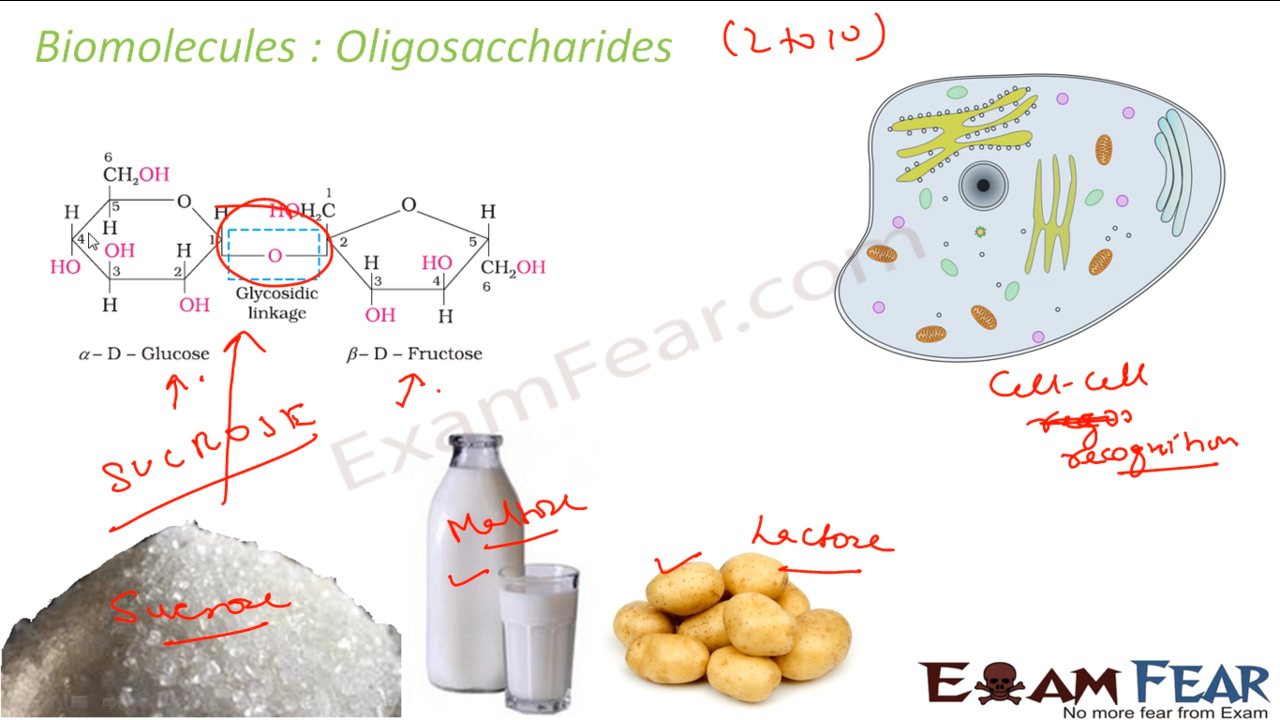 Biomolecules : Oligosaccharides (2 to 10)
6
CH₂OH
O
H
5
H
4
OH
H
1
HO
3
2
H
OH
H
O
Glycosidic
linkage
1
HOH₂C
O
H
2
5
H
HO
CH₂OH
3
4
6
OH
H
α – D – Glucose
β – D – Fructose
SUCROSE
Sucrose
Maltose
Lactose
Cell-cell
recognition
ExamFear.com
EXAM FEAR
No more fear from Exam